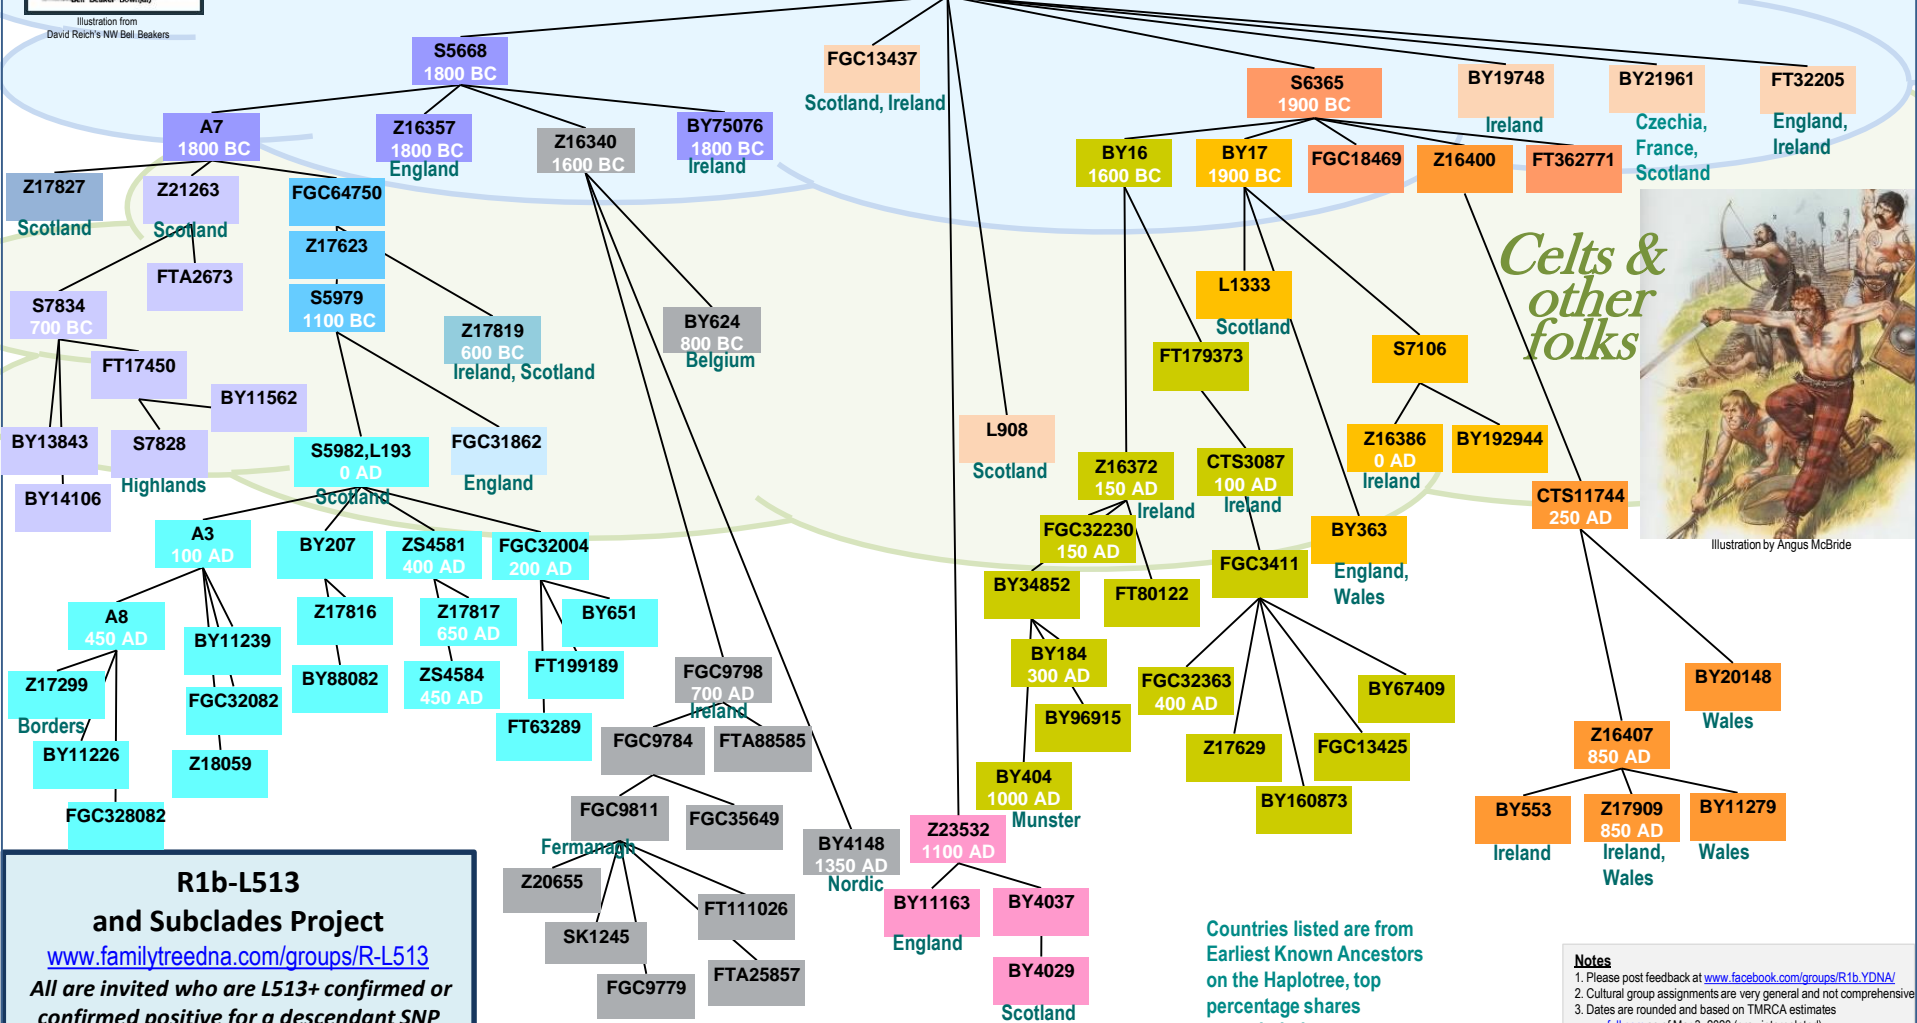 Illustration from
David Reich's NW Bell Beakers
S5668
1800 BC
FGC13437
Scotland, Ireland
S6365
1900 BC
BY19748
Ireland
BY21961
Czechia,
France,
Scotland
FT32205
England,
Ireland
A7
1800 BC
Z16357
1800 BC
England
Z16340
1600 BC
BY75076
1800 BC
Ireland
BY16
1600 BC
BY17
1900 BC
FGC18469
Z16400
FT362771
Z17827
Scotland
Z21263
Scotland
FGC64750
Z17623
FTA2673
S5979
1100 BC
S7834
700 BC
Z17819
600 BC
Ireland, Scotland
BY624
800 BC
Belgium
L1333
Scotland
FT179373
S7106
Celts &
other
folks
Illustration by Angus McBride
FT17450
BY11562
BY13843
S7828
Highlands
BY14106
S5982,L193
0 AD
Scotland
FGC31862
England
L908
Scotland
Z16372
150 AD
Ireland
CTS3087
100 AD
Ireland
Z16386
0 AD
Ireland
BY192944
CTS11744
250 AD
A3
100 AD
BY207
ZS4581
400 AD
FGC32004
200 AD
FGC32230
150 AD
FGC3411
BY363
England,
Wales
A8
450 AD
BY11239
Z17816
Z17817
650 AD
BY651
BY34852
FT80122
Z17299
Borders
FGC32082
BY88082
ZS4584
450 AD
FT199189
FGC9798
700 AD
Ireland
BY184
300 AD
FGC32363
400 AD
BY67409
BY20148
Wales
BY11226
Z18059
FT63289
FGC9784
FTA88585
BY96915
Z17629
FGC13425
Z16407
850 AD
FGC328082
FGC9811
Fermanagh
FGC35649
BY4148
1350 AD
Nordic
BY404
1000 AD
Munster
Z23532
1100 AD
BY160873
BY553
Ireland
Z17909
850 AD
Ireland,
Wales
BY11279
Wales
Z20655
SK1245
FGC9779
FT111026
FTA25857
BY11163
England
BY4037
BY4029
Scotland
R1b-L513
and Subclades Project
www.familytreedna.com/groups/R-L513
All are invited who are L513+ confirmed or
confirmed positive for a descendant SNP
Countries listed are from
Earliest Known Ancestors
on the Haplotree, top
percentage shares
Notes
1. Please post feedback at www.facebook.com/groups/R1b.YDNA/
2. Cultural group assignments are very general and not comprehensive
3. Dates are rounded and based on TMRCA estimates